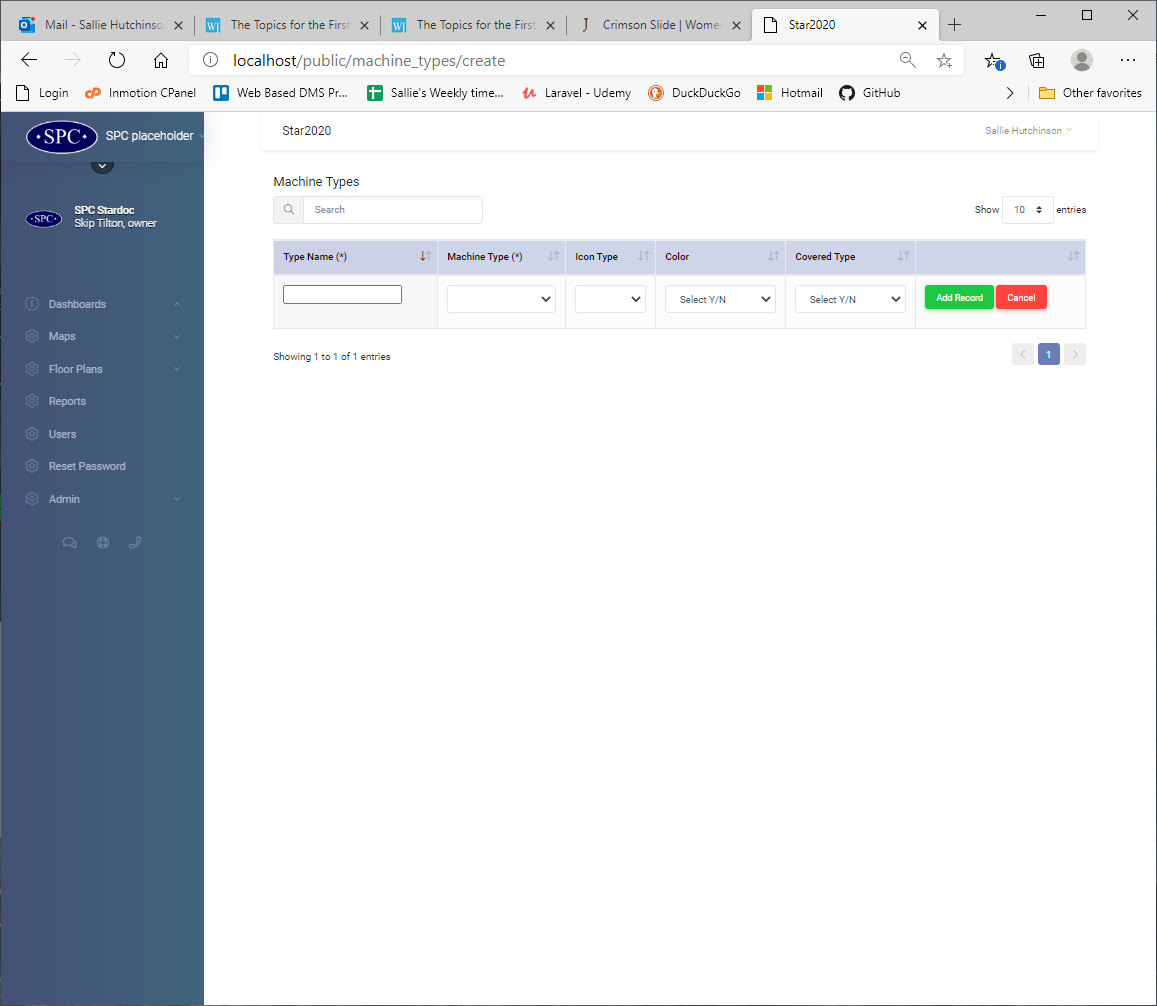 Mail - Sallie Hutchinso
The Topics for the First
The Topics for the First
Crimson Slide | Wome
Star2020
localhost/public/machine_types/create
Login
Inmotion CPanel
Web Based DMS Pr...
Sallie's Weekly time...
Laravel - Udemy
DuckDuckGo
Hotmail
GitHub
Other favorites
SPC SPC placeholder
Star2020
Sallie Hutchinson
SPC
SPC Stardoc
Skip Tilton, owner
Machine Types
Search
Show 10 entries
Type Name (*) Machine Type (*) Icon Type Color Covered Type
Select Y/N Select Y/N Add Record Cancel
Showing 1 to 1 of 1 entries
1
Dashboards
Maps
Floor Plans
Reports
Users
Reset Password
Admin